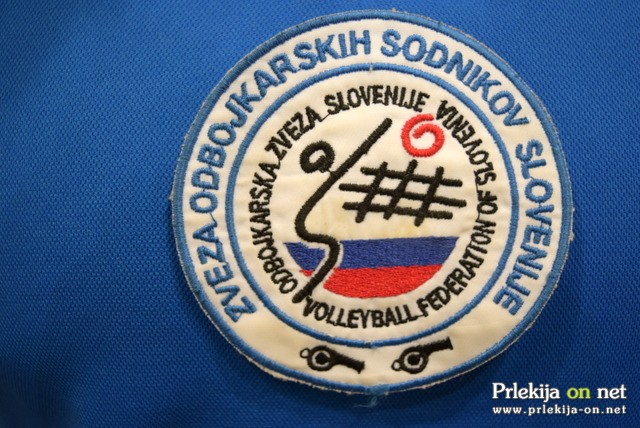 ZVEZA ODBOJKARSKIH SODNIKOV SLOVENIJE
ODBOJKARSKA ZVEZA SLOVENIJE
VOLLEYBALL FEDERATION OF SLOVENIA
Prlekija on net
www.prlekija-on.net